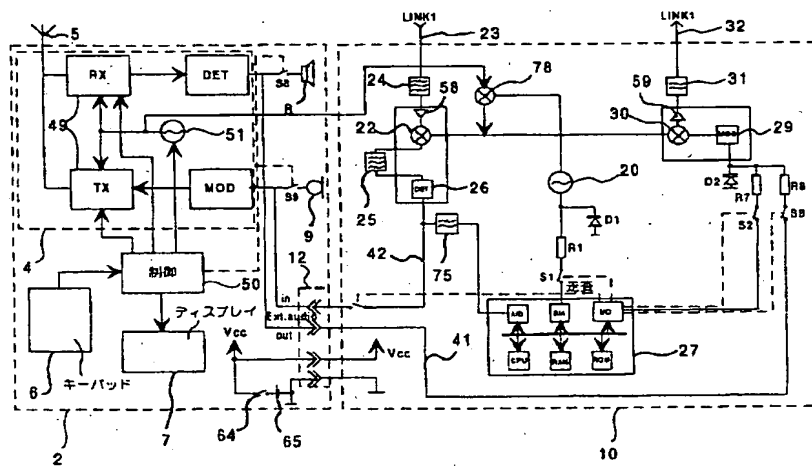 LINK1
23
LINK1
32
5
RX
DET
S8
8
24
58
78
59
31
49
51
22
30
29
20
TX
MOD
S9
9
25
DET
26
D1
D2
R7
R8
4
制御
50
12
42
75
R1
S1
S2
in
Ext.audio
out
Vcc
Vcc
ディスプレイ
キーパッド
CPU
RAM
ROM
27
41
6
7
64
65
2
10